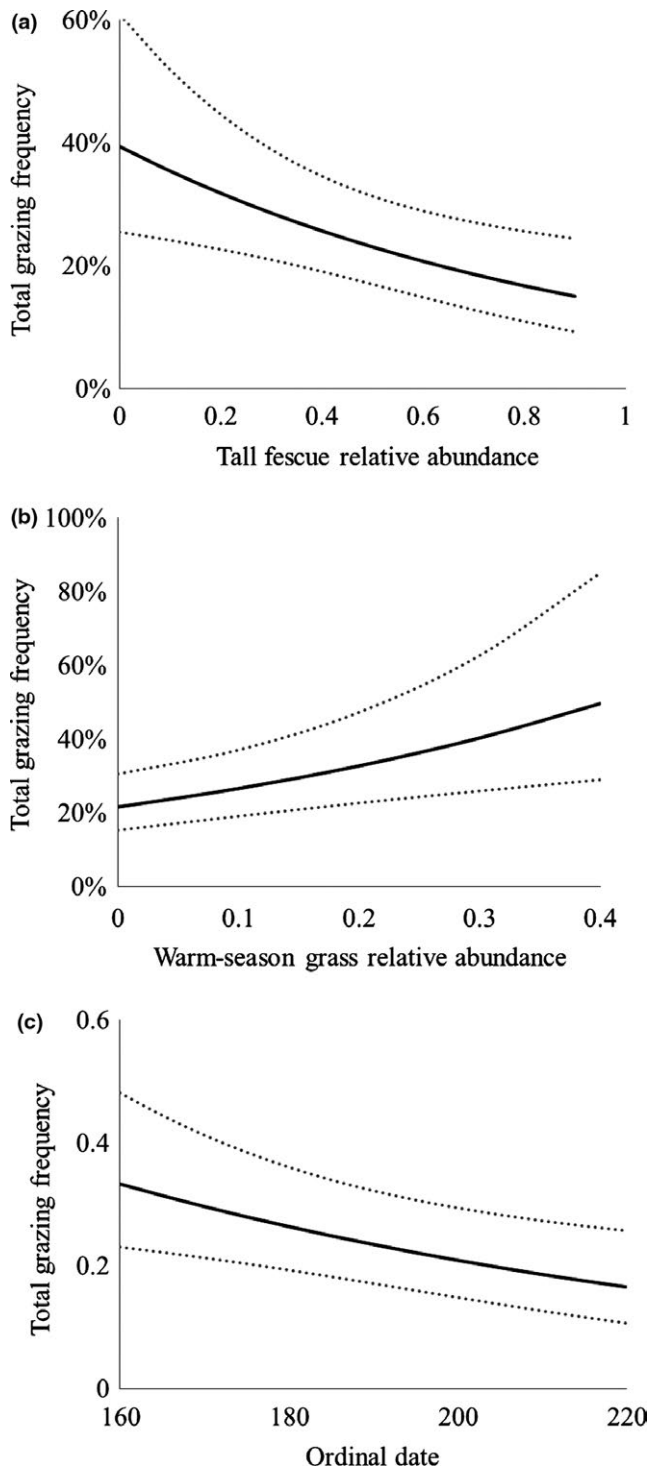 (a)
60%
40%
20%
0%
Total grazing frequency
0 0.2 0.4 0.6 0.8 1
Tall fescue relative abundance
(b)
100%
80%
60%
40%
20%
0%
Total grazing frequency
0 0.1 0.2 0.3 0.4
Warm-season grass relative abundance
(c)
0.6
0.4
0.2
0
Total grazing frequency
160 180 200 220
Ordinal date